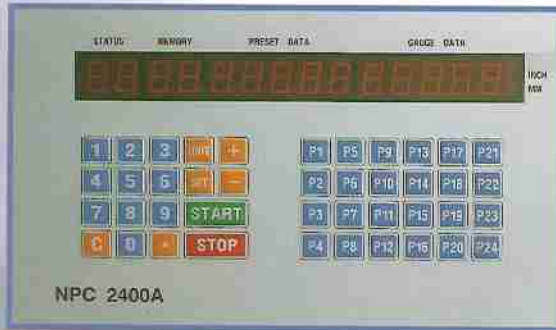 STATUS MEMORY PRESET DATA GAUGE DATA
INCH
MM
1 2 3 UNIT + P1 P5 P9 P13 P17 P21
4 5 6 SET − P2 P6 P10 P14 P18 P22
7 8 9 START P3 P7 P11 P15 P19 P23
C 0 • STOP P4 P8 P12 P16 P20 P24
NPC 2400A